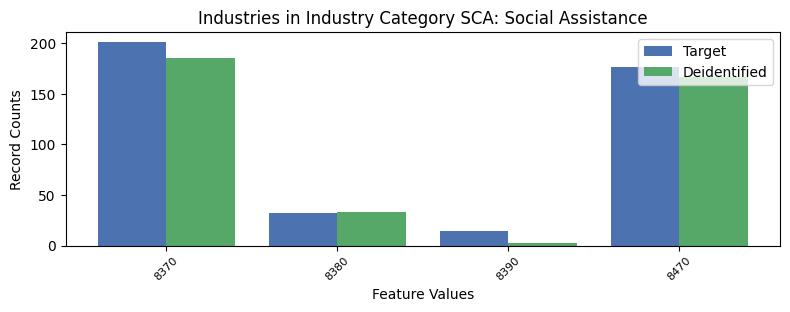 Industries in Industry Category SCA: Social Assistance
Target
Deidentified
Record Counts
200
150
100
50
0
8370
8380
8390
8470
Feature Values